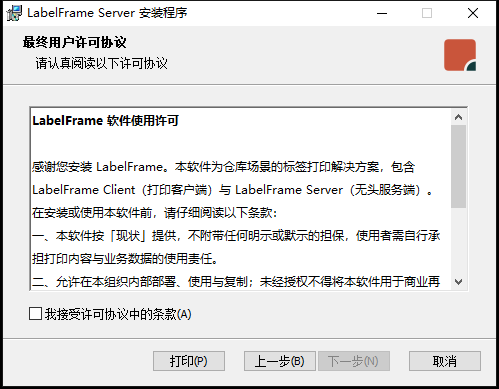 LabelFrame Server 安装程序
最终用户许可协议
请认真阅读以下许可协议
LabelFrame 软件使用许可
感谢您安装 LabelFrame。本软件为仓库场景的标签打印解决方案，包含
LabelFrame Client（打印客户端）与 LabelFrame Server（无头服务端）。
在安装或使用本软件前，请仔细阅读以下条款：
一、本软件按「现状」提供，不附带任何明示或默示的担保，使用者需自行承
担打印内容与业务数据的使用责任。
二、允许在本组织内部部署、使用与复制；未经授权不得将本软件用于商业再
我接受许可协议中的条款(A)
打印(P)
上一步(B)
下一步(N)
取消